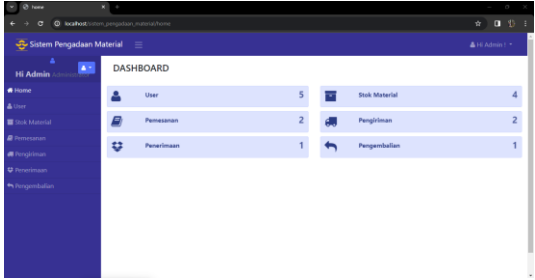 Home
localhost/sistem_pengadaan_material/home
Sistem Pengadaan Material
Hi Admin !
Hi Admin Administrator
Home
User
Stok Material
Pemesanan
Pengiriman
Penerimaan
Pengembalian
DASHBOARD
User 5
Stok Material 4
Pemesanan 2
Pengiriman 2
Penerimaan 1
Pengembalian 1